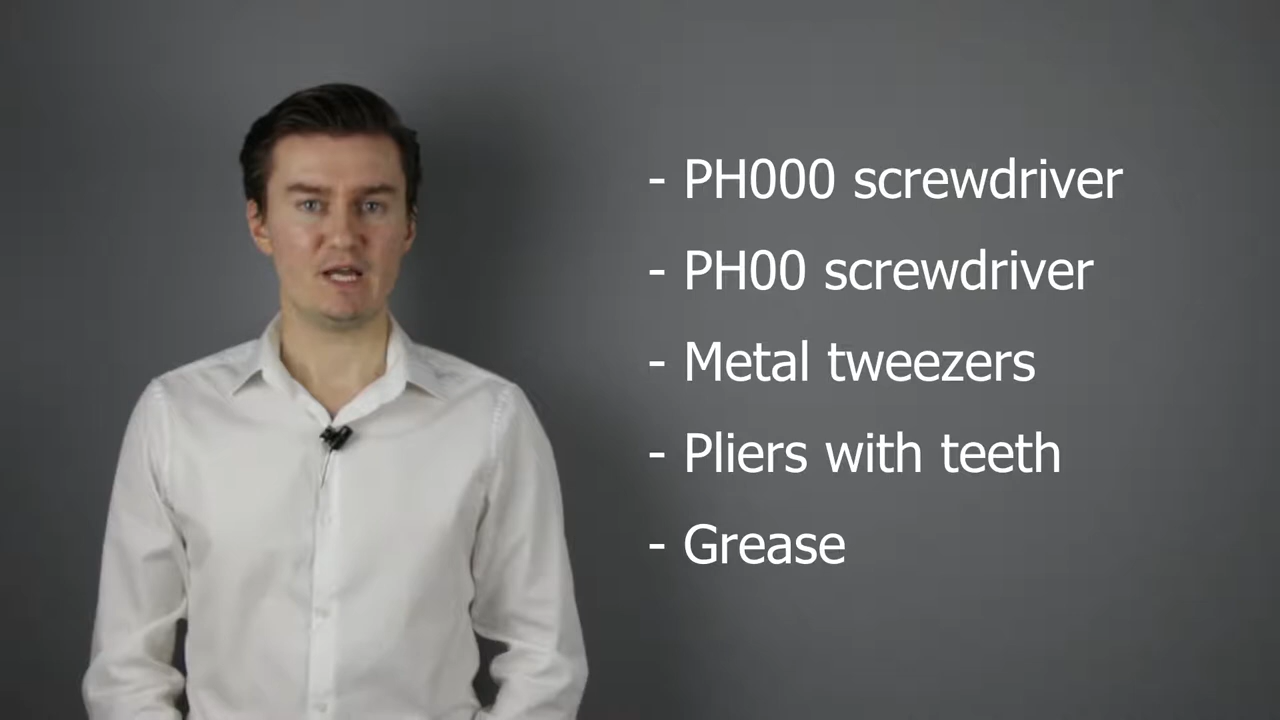 - PH000 screwdriver
- PH00 screwdriver
- Metal tweezers
- Pliers with teeth
- Grease